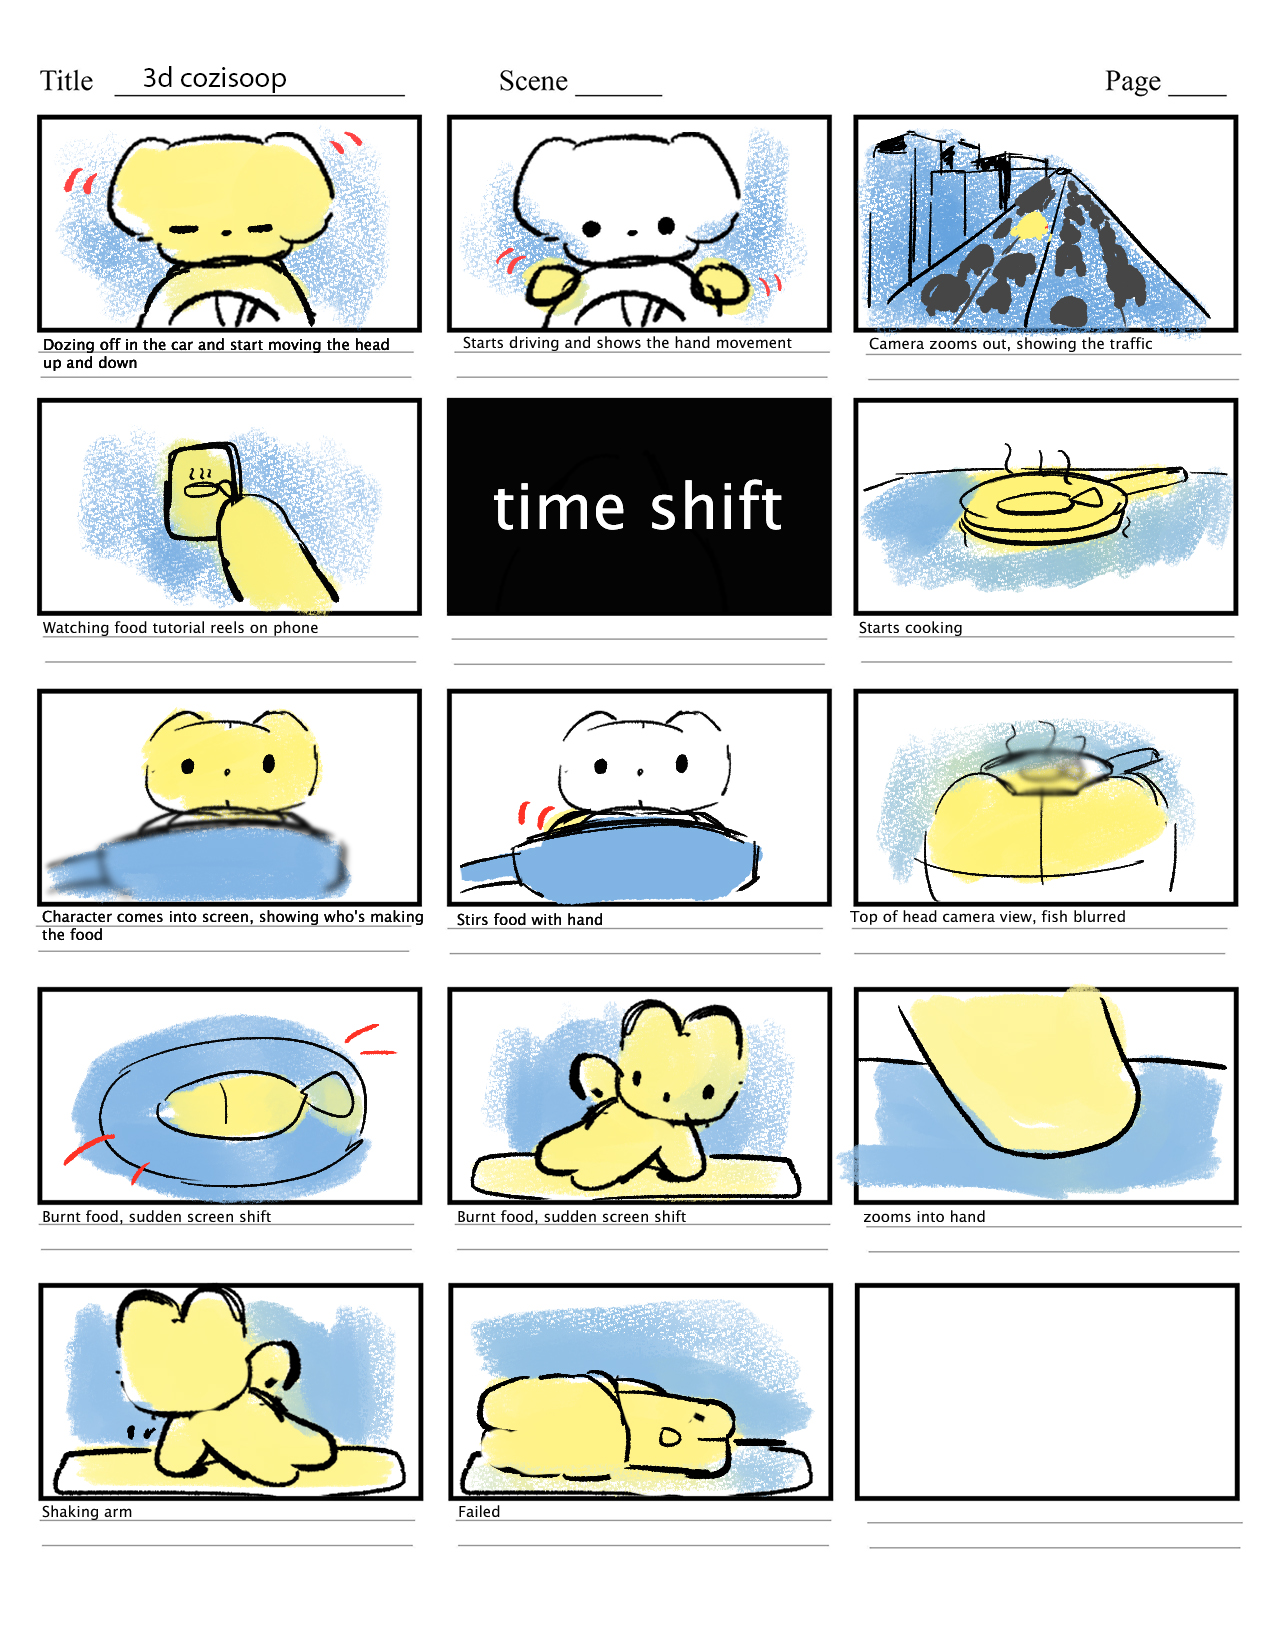 Title 3d cozisoop Scene Page
Dozing off in the car and start moving the head
up and down
Starts driving and shows the hand movement
Camera zooms out, showing the traffic
Watching food tutorial reels on phone
time shift
Starts cooking
Character comes into screen, showing who's making
the food
Stirs food with hand
Top of head camera view, fish blurred
Burnt food, sudden screen shift
Burnt food, sudden screen shift
zooms into hand
Shaking arm
Failed